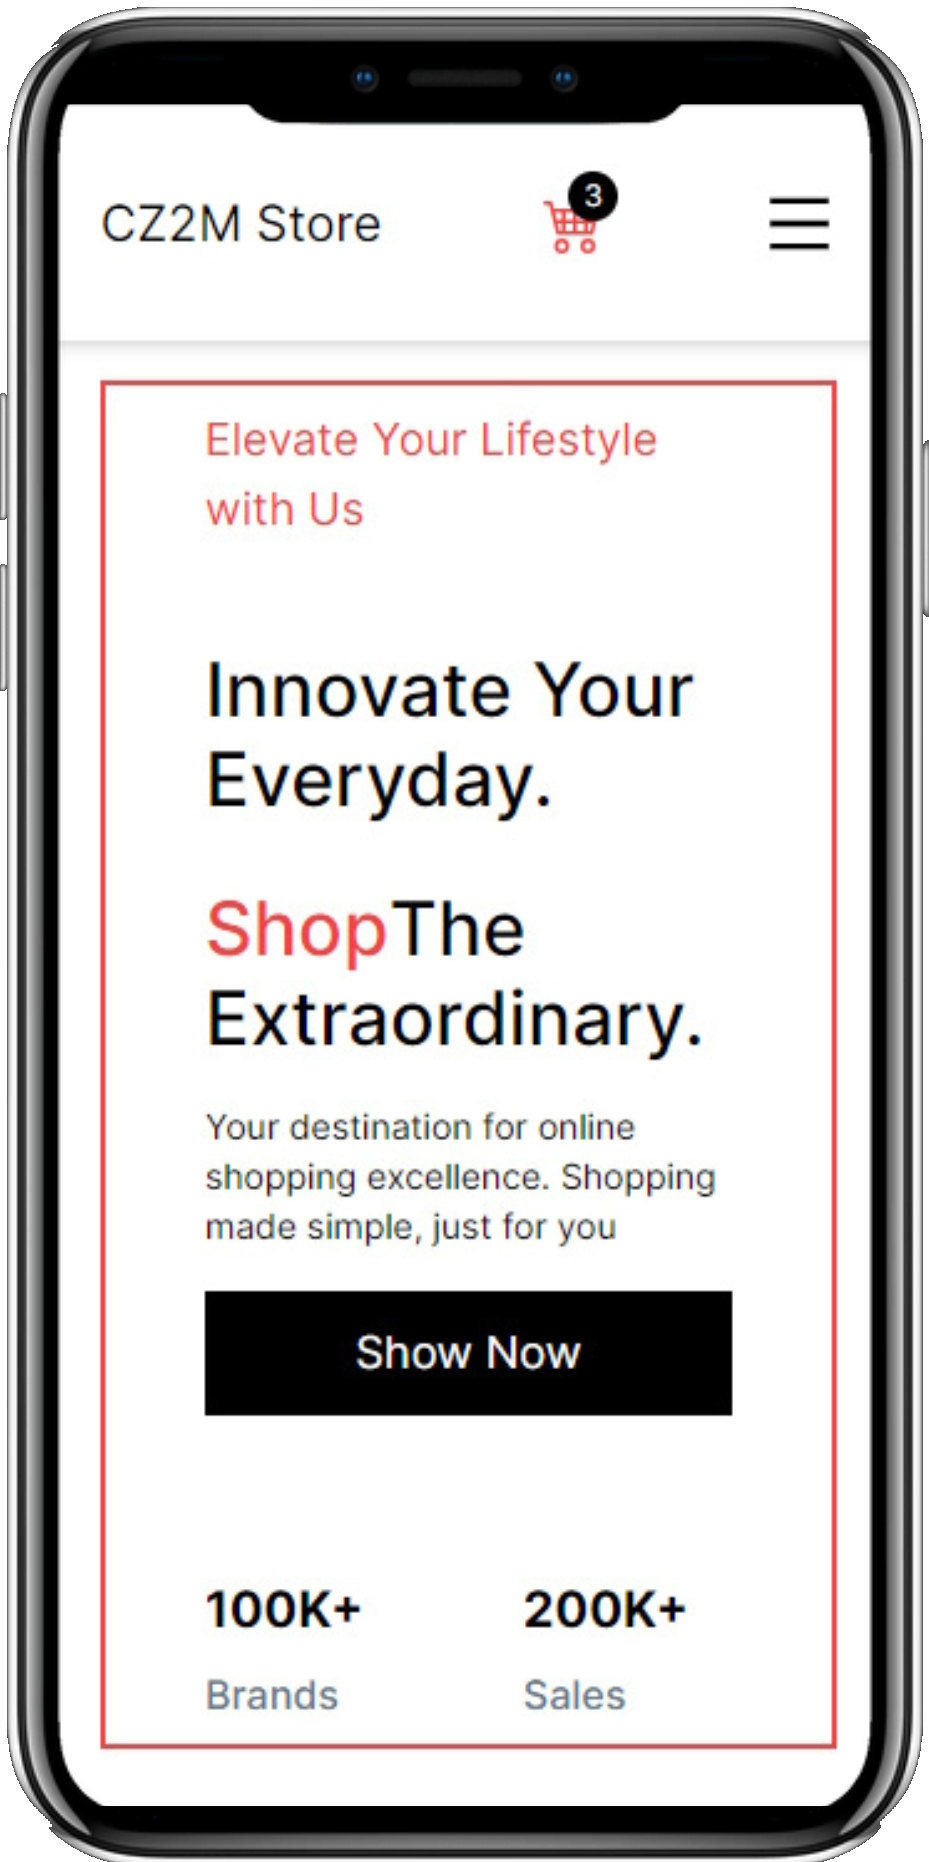 CZ2M Store
3
Elevate Your Lifestyle
with Us
Innovate Your
Everyday.
ShopThe
Extraordinary.
Your destination for online
shopping excellence. Shopping
made simple, just for you
Show Now
100K+ 200K+
Brands Sales